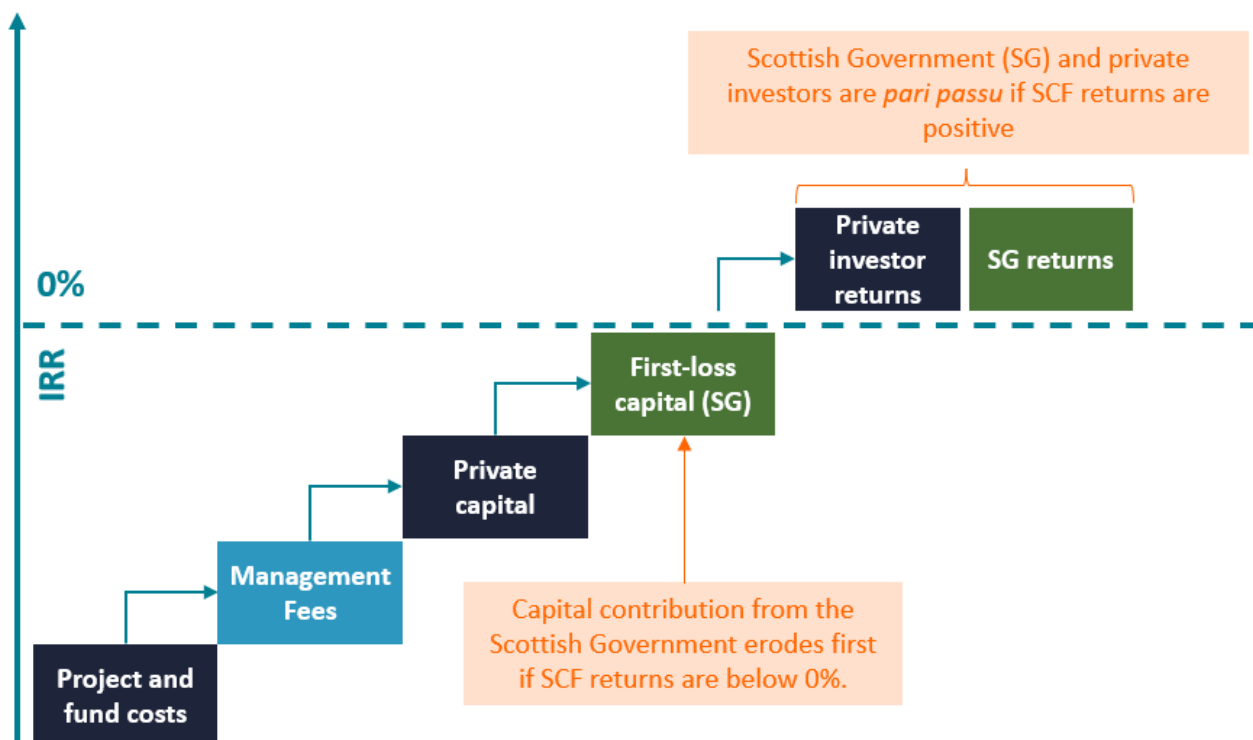 Scottish Government (SG) and private
investors are pari passu if SCF returns are
positive
Private
investor
returns
SG returns
0%
IRR
First-loss
capital (SG)
Private
capital
Management
Fees
Capital contribution from the
Scottish Government erodes first
if SCF returns are below 0%.
Project and
fund costs